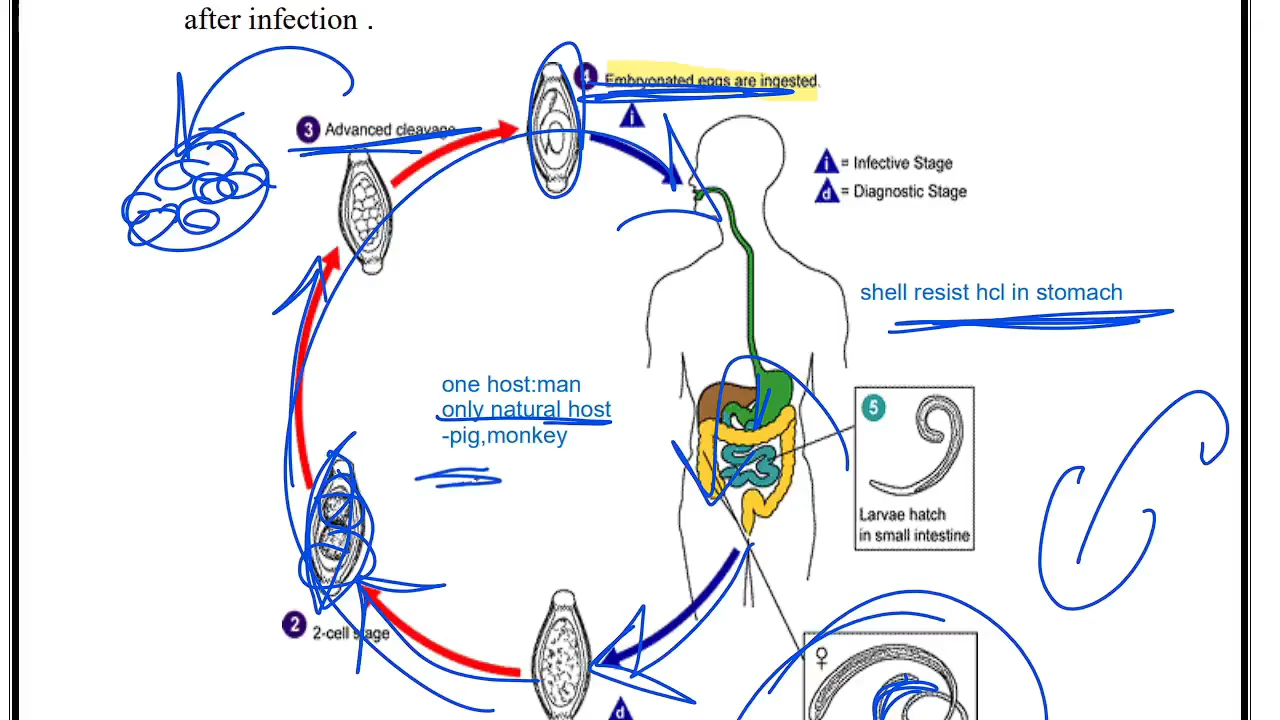 after infection .
4 Embryonated eggs are ingested.
i
3 Advanced cleavage
i = Infective Stage
d = Diagnostic Stage
shell resist hcl in stomach
one host:man
only natural host
-pig,monkey
5
Larvae hatch
in small intestine
2 2-cell stage
♀
d